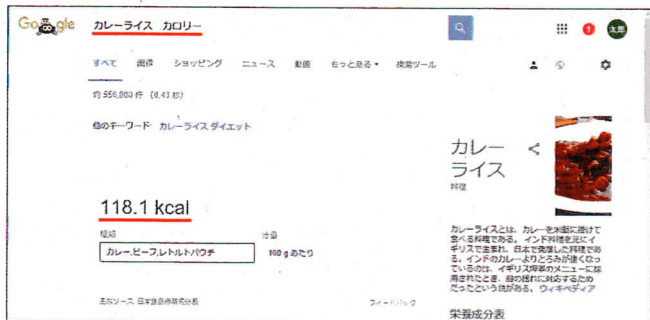 Google
カレーライス カロリー
太郎
すべて 画像 ショッピング ニュース 動画 もっと見る 検索ツール
約 550,000 件 (0.43 秒)
他のキーワード カレーライス ダイエット
118.1 kcal
種類
分量
カレー,ビーフ,レトルトパウチ
100 g あたり
主なソース: 日本食品標準成分表
フィードバック
カレー
ライス
料理
カレーライスとは、カレーを米飯に掛けて
食べる料理である。 インド料理を元にイ
ギリスで生まれ、日本で発展した料理であ
る。インドのカレーよりとろみが強くなっ
ているのは、イギリス海軍のメニューに採
用されたとき、船の揺れに対応するため
だったという説がある。ウィキペディア
栄養成分表